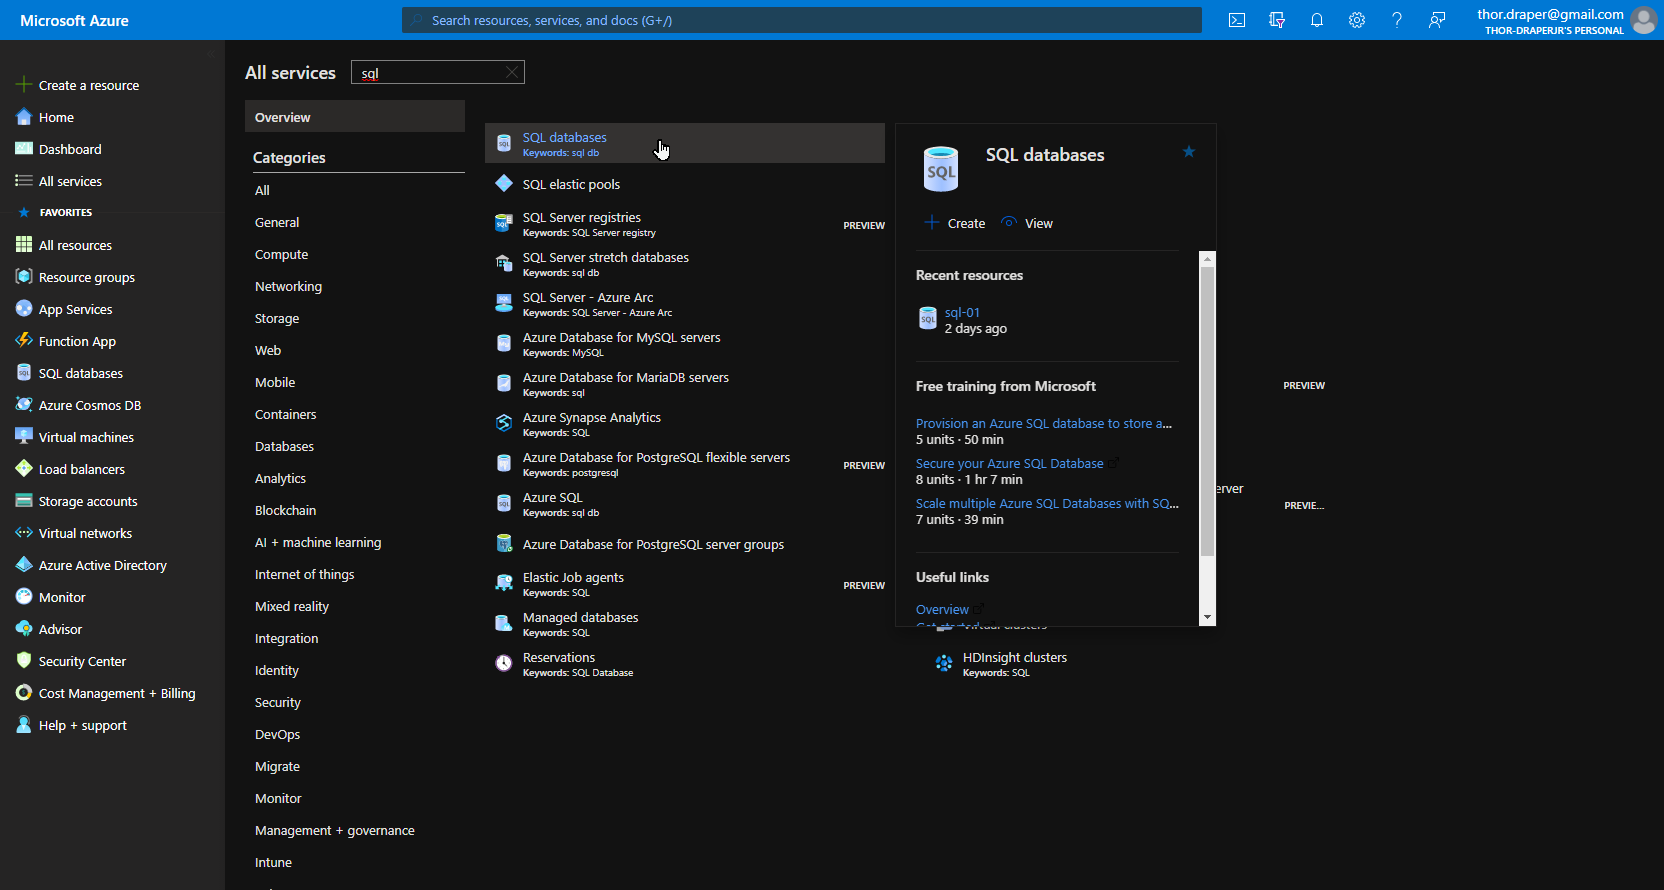 Microsoft Azure
Search resources, services, and docs (G+/)
thor.draper@gmail.com
THOR-DRAPERJR'S PERSONAL
Create a resource
Home
Dashboard
All services
FAVORITES
All resources
Resource groups
App Services
Function App
SQL databases
Azure Cosmos DB
Virtual machines
Load balancers
Storage accounts
Virtual networks
Azure Active Directory
Monitor
Advisor
Security Center
Cost Management + Billing
Help + support
All services
sql
Overview
Categories
All
General
Compute
Networking
Storage
Web
Mobile
Containers
Databases
Analytics
Blockchain
AI + machine learning
Internet of things
Mixed reality
Integration
Identity
Security
DevOps
Migrate
Monitor
Management + governance
Intune
SQL databases
Keywords: sql db
SQL elastic pools
SQL Server registries
Keywords: SQL Server registry
PREVIEW
SQL Server stretch databases
Keywords: sql db
SQL Server - Azure Arc
Keywords: SQL Server - Azure Arc
Azure Database for MySQL servers
Keywords: MySQL
Azure Database for MariaDB servers
Keywords: sql
Azure Synapse Analytics
Keywords: SQL
Azure Database for PostgreSQL flexible servers
Keywords: postgresql
PREVIEW
Azure SQL
Keywords: sql db
Azure Database for PostgreSQL server groups
Elastic Job agents
Keywords: SQL
PREVIEW
Managed databases
Keywords: SQL
Reservations
Keywords: SQL Database
SQL
SQL databases
Create
View
Recent resources
SQL
sql-01
2 days ago
Free training from Microsoft
Provision an Azure SQL database to store a...
5 units · 50 min
Secure your Azure SQL Database
8 units · 1 hr 7 min
Scale multiple Azure SQL Databases with SQ...
7 units · 39 min
Useful links
Overview
Get started
Virtual clusters
HDInsight clusters
Keywords: SQL
PREVIEW
erver
PREVIE...